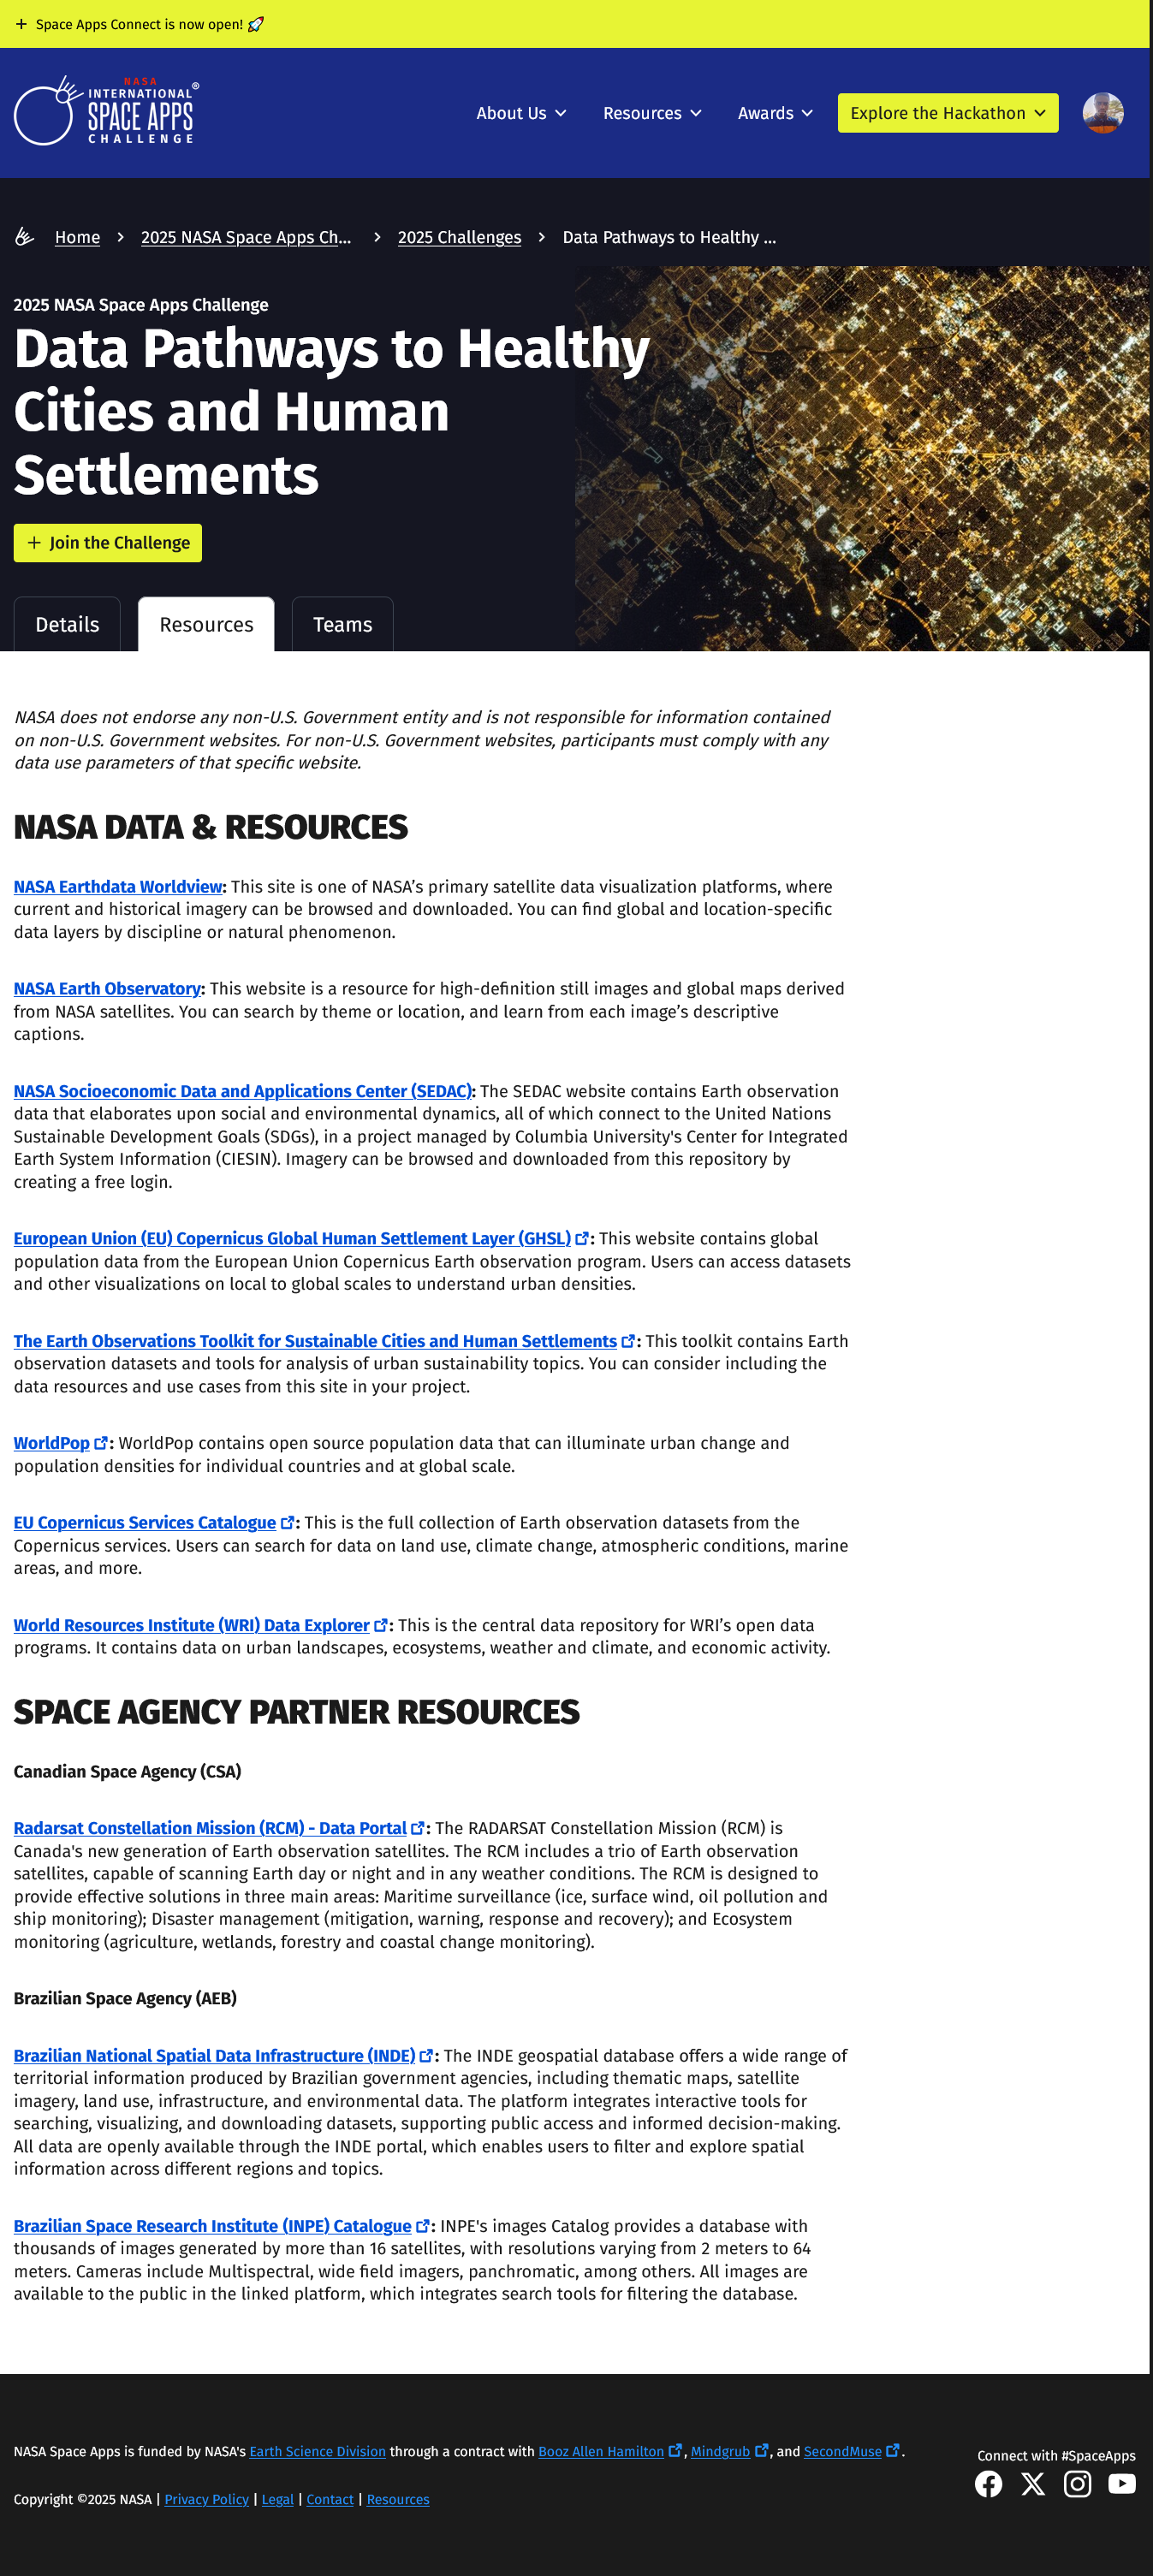 Space Apps Connect is now open! 🚀
NASA
INTERNATIONAL
SPACE APPS
CHALLENGE
®
About Us
Resources
Awards
Explore the Hackathon
Home
2025 NASA Space Apps Ch...
2025 Challenges
Data Pathways to Healthy ...
2025 NASA Space Apps Challenge
Data Pathways to Healthy
Cities and Human
Settlements
+ Join the Challenge
Details
Resources
Teams
NASA does not endorse any non-U.S. Government entity and is not responsible for information contained
on non-U.S. Government websites. For non-U.S. Government websites, participants must comply with any
data use parameters of that specific website.
NASA DATA & RESOURCES
NASA Earthdata Worldview: This site is one of NASA’s primary satellite data visualization platforms, where
current and historical imagery can be browsed and downloaded. You can find global and location-specific
data layers by discipline or natural phenomenon.
NASA Earth Observatory: This website is a resource for high-definition still images and global maps derived
from NASA satellites. You can search by theme or location, and learn from each image’s descriptive
captions.
NASA Socioeconomic Data and Applications Center (SEDAC): The SEDAC website contains Earth observation
data that elaborates upon social and environmental dynamics, all of which connect to the United Nations
Sustainable Development Goals (SDGs), in a project managed by Columbia University's Center for Integrated
Earth System Information (CIESIN). Imagery can be browsed and downloaded from this repository by
creating a free login.
European Union (EU) Copernicus Global Human Settlement Layer (GHSL): This website contains global
population data from the European Union Copernicus Earth observation program. Users can access datasets
and other visualizations on local to global scales to understand urban densities.
The Earth Observations Toolkit for Sustainable Cities and Human Settlements: This toolkit contains Earth
observation datasets and tools for analysis of urban sustainability topics. You can consider including the
data resources and use cases from this site in your project.
WorldPop: WorldPop contains open source population data that can illuminate urban change and
population densities for individual countries and at global scale.
EU Copernicus Services Catalogue: This is the full collection of Earth observation datasets from the
Copernicus services. Users can search for data on land use, climate change, atmospheric conditions, marine
areas, and more.
World Resources Institute (WRI) Data Explorer: This is the central data repository for WRI’s open data
programs. It contains data on urban landscapes, ecosystems, weather and climate, and economic activity.
SPACE AGENCY PARTNER RESOURCES
Canadian Space Agency (CSA)
Radarsat Constellation Mission (RCM) - Data Portal: The RADARSAT Constellation Mission (RCM) is
Canada's new generation of Earth observation satellites. The RCM includes a trio of Earth observation
satellites, capable of scanning Earth day or night and in any weather conditions. The RCM is designed to
provide effective solutions in three main areas: Maritime surveillance (ice, surface wind, oil pollution and
ship monitoring); Disaster management (mitigation, warning, response and recovery); and Ecosystem
monitoring (agriculture, wetlands, forestry and coastal change monitoring).
Brazilian Space Agency (AEB)
Brazilian National Spatial Data Infrastructure (INDE): The INDE geospatial database offers a wide range of
territorial information produced by Brazilian government agencies, including thematic maps, satellite
imagery, land use, infrastructure, and environmental data. The platform integrates interactive tools for
searching, visualizing, and downloading datasets, supporting public access and informed decision-making.
All data are openly available through the INDE portal, which enables users to filter and explore spatial
information across different regions and topics.
Brazilian Space Research Institute (INPE) Catalogue: INPE's images Catalog provides a database with
thousands of images generated by more than 16 satellites, with resolutions varying from 2 meters to 64
meters. Cameras include Multispectral, wide field imagers, panchromatic, among others. All images are
available to the public in the linked platform, which integrates search tools for filtering the database.
NASA Space Apps is funded by NASA's Earth Science Division through a contract with Booz Allen Hamilton, Mindgrub, and SecondMuse.
Connect with #SpaceApps
Copyright ©2025 NASA | Privacy Policy | Legal | Contact | Resources